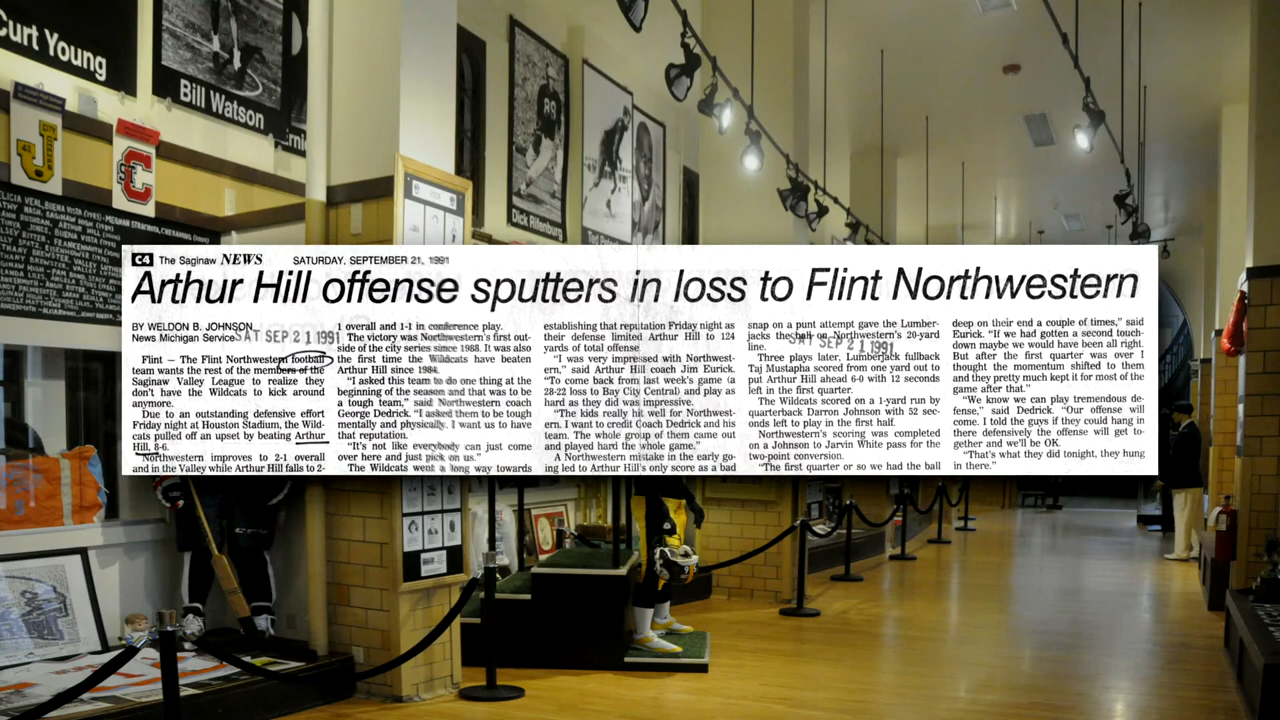 Curt Young
Bill Watson
Dick Rifenburg
C4 The Saginaw NEWS SATURDAY, SEPTEMBER 21, 1991
Arthur Hill offense sputters in loss to Flint Northwestern
BY WELDON B. JOHNSON
News Michigan Service
SAT SEP 21 1991
Flint — The Flint Northwestern football
team wants the rest of the members of the
Saginaw Valley League to realize they
don't have the Wildcats to kick around
anymore.
Due to an outstanding defensive effort
Friday night at Houston Stadium, the Wild-
cats pulled off an upset by beating Arthur
Hill, 8-6.
Northwestern improves to 2-1 overall
and in the Valley while Arthur Hill falls to 2-
1 overall and 1-1 in conference play.
The victory was Northwestern's first out-
side of the city series since 1988. It was also
the first time the Wildcats have beaten
Arthur Hill since 1984.
"I asked this team to do one thing at the
beginning of the season and that was to be
a tough team," said Northwestern coach
George Dedrick. "I asked them to be tough
mentally and physically. I want us to have
that reputation.
"It's not like everybody can just come
over here and just pick on us."
The Wildcats went a long way towards
establishing that reputation Friday night as
their defense limited Arthur Hill to 124
yards of total offense.
"I was very impressed with Northwest-
ern," said Arthur Hill coach Jim Eurick.
"To come back from last week's game (a
28-22 loss to Bay City Central) and play as
hard as they did was impressive.
"The kids really hit well for Northwest-
ern. I want to credit Coach Dedrick and his
team. The whole group of them came out
and played hard the whole game."
A Northwestern mistake in the early go-
ing led to Arthur Hill's only score as a bad
snap on a punt attempt gave the Lumber-
jacks the ball on Northwestern's 20-yard
line.
SAT SEP 21 1991
Three plays later, Lumberjack fullback
Taj Mustapha scored from one yard out to
put Arthur Hill ahead 6-0 with 12 seconds
left in the first quarter.
The Wildcats scored on a 1-yard run by
quarterback Darron Johnson with 52 sec-
onds left to play in the first half.
Northwestern's scoring was completed
on a Johnson to Jarvin White pass for the
two-point conversion.
"The first quarter or so we had the ball
deep on their end a couple of times," said
Eurick. "If we had gotten a second touch-
down maybe we would have been all right.
But after the first quarter was over I
thought the momentum shifted to them
and they pretty much kept it for most of the
game after that."
"We know we can play tremendous de-
fense," said Dedrick. "Our offense will
come. I told the guys if they could hang in
there defensively the offense will get to-
gether and we'll be OK.
"That's what they did tonight, they hung
in there."